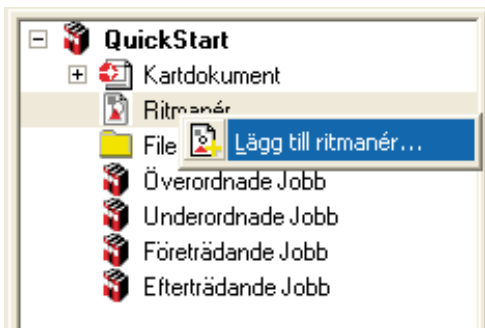 QuickStart
Kartdokument
Ritmanér
File
Lägg till ritmanér...
Överordnade Jobb
Underordnade Jobb
Företrädande Jobb
Efterträdande Jobb